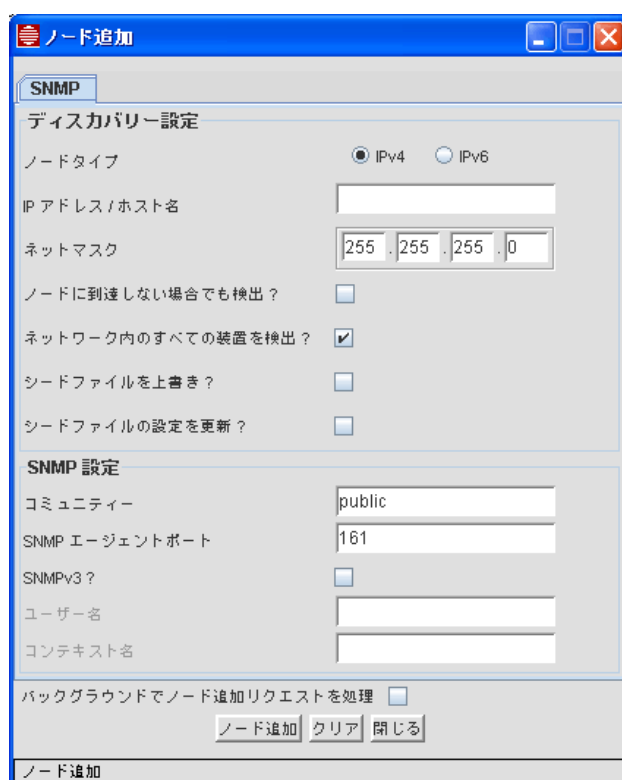 ノード追加
SNMP
ディスカバリー設定
ノードタイプ IPv4 IPv6
IP アドレス / ホスト名
ネットマスク 255 . 255 . 255 . 0
ノードに到達しない場合でも検出？
ネットワーク内のすべての装置を検出？
シードファイルを上書き？
シードファイルの設定を更新？
SNMP 設定
コミュニティー public
SNMP エージェントポート 161
SNMPv3？
ユーザー名
コンテキスト名
バックグラウンドでノード追加リクエストを処理
ノード追加 クリア 閉じる
ノード追加